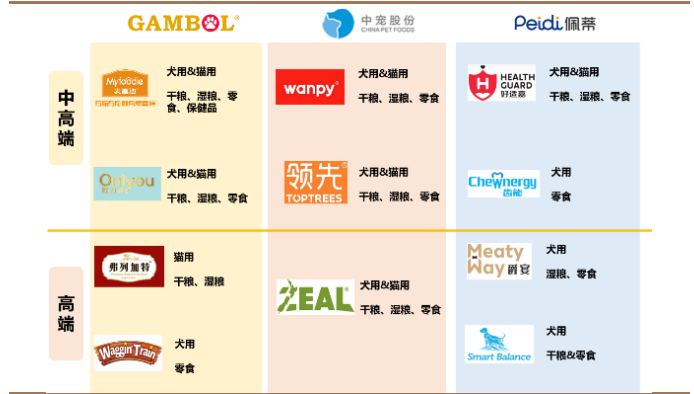 GAMBOL®
中宠股份
CHINA PET FOODS
Peidi佩蒂
中高端
Myfoodie
麦富迪
犬用&猫用
干粮、湿粮、零食、保健品
wanpy®
犬用&猫用
干粮、湿粮、零食
HEALTH GUARD
好适嘉
犬用&猫用
干粮、湿粮、零食
Onlyou
犬用&猫用
干粮、湿粮、零食
领先
TOPTREES
犬用&猫用
干粮、湿粮、零食
Chewnergy
齿能
犬用
零食
高端
弗列加特
猫用
干粮、湿粮
Waggin' Train
犬用
零食
ZEAL
犬用&猫用
干粮、湿粮、零食
Meaty Way 爵宴
犬用
湿粮、零食
Smart Balance
犬用
干粮&零食